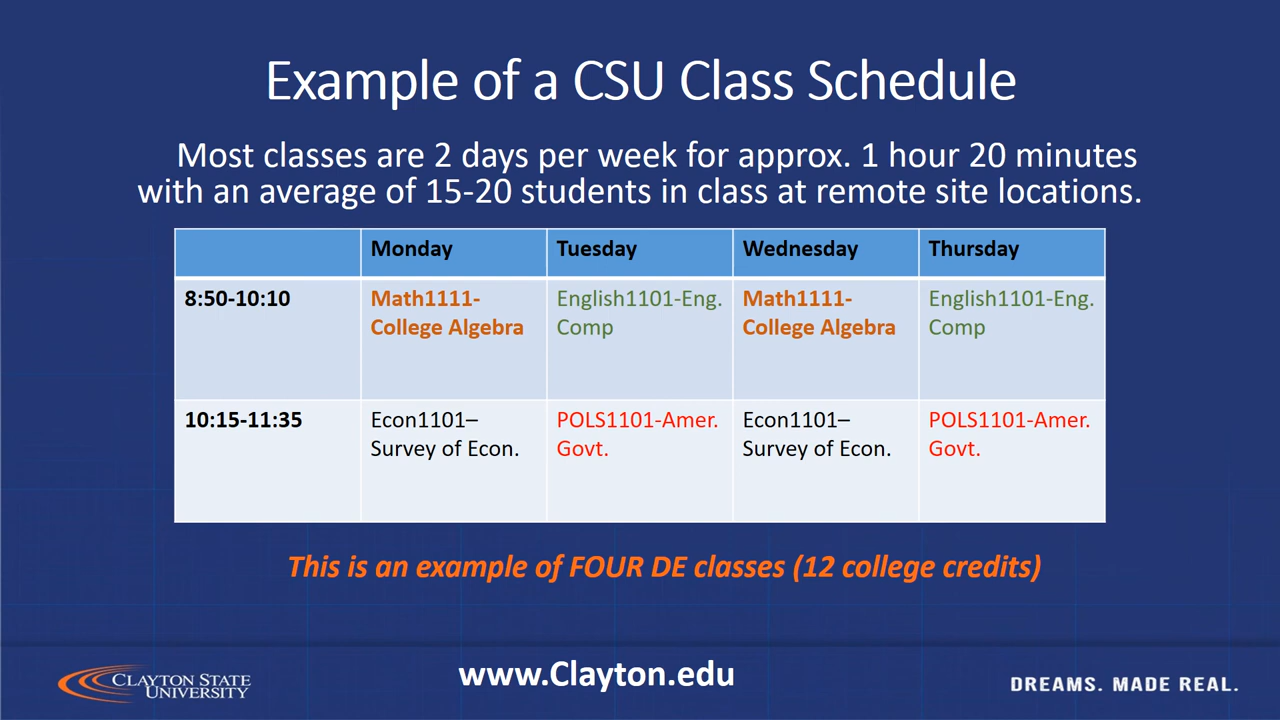 Example of a CSU Class Schedule
Most classes are 2 days per week for approx. 1 hour 20 minutes
with an average of 15-20 students in class at remote site locations.
Monday Tuesday Wednesday Thursday
8:50-10:10 Math1111- English1101-Eng. Math1111- English1101-Eng.
College Algebra Comp College Algebra Comp
10:15-11:35 Econ1101– POLS1101-Amer. Econ1101– POLS1101-Amer.
Survey of Econ. Govt. Survey of Econ. Govt.
This is an example of FOUR DE classes (12 college credits)
CLAYTON STATE
UNIVERSITY
www.Clayton.edu
DREAMS. MADE REAL.